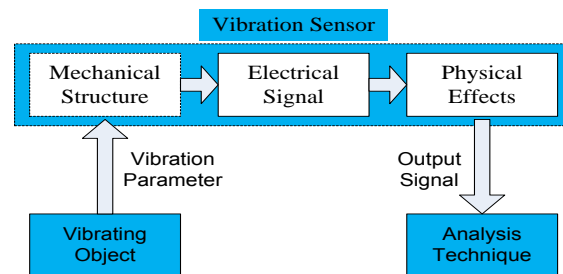 Vibration Sensor
Mechanical
Structure
Electrical
Signal
Physical
Effects
Vibration
Parameter
Output
Signal
Vibrating
Object
Analysis
Technique